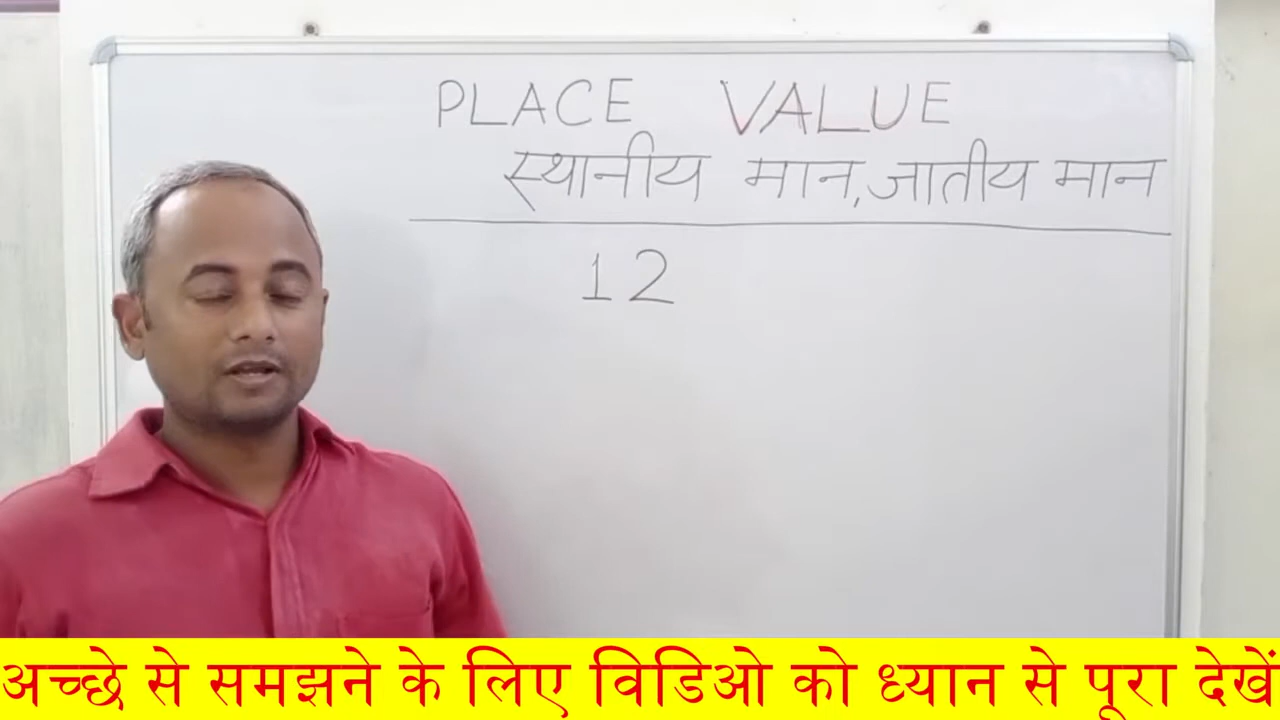 PLACE VALUE
स्थानीय मान, जातीय मान
12
अच्छे से समझने के लिए विडिओ को ध्यान से पूरा देखें